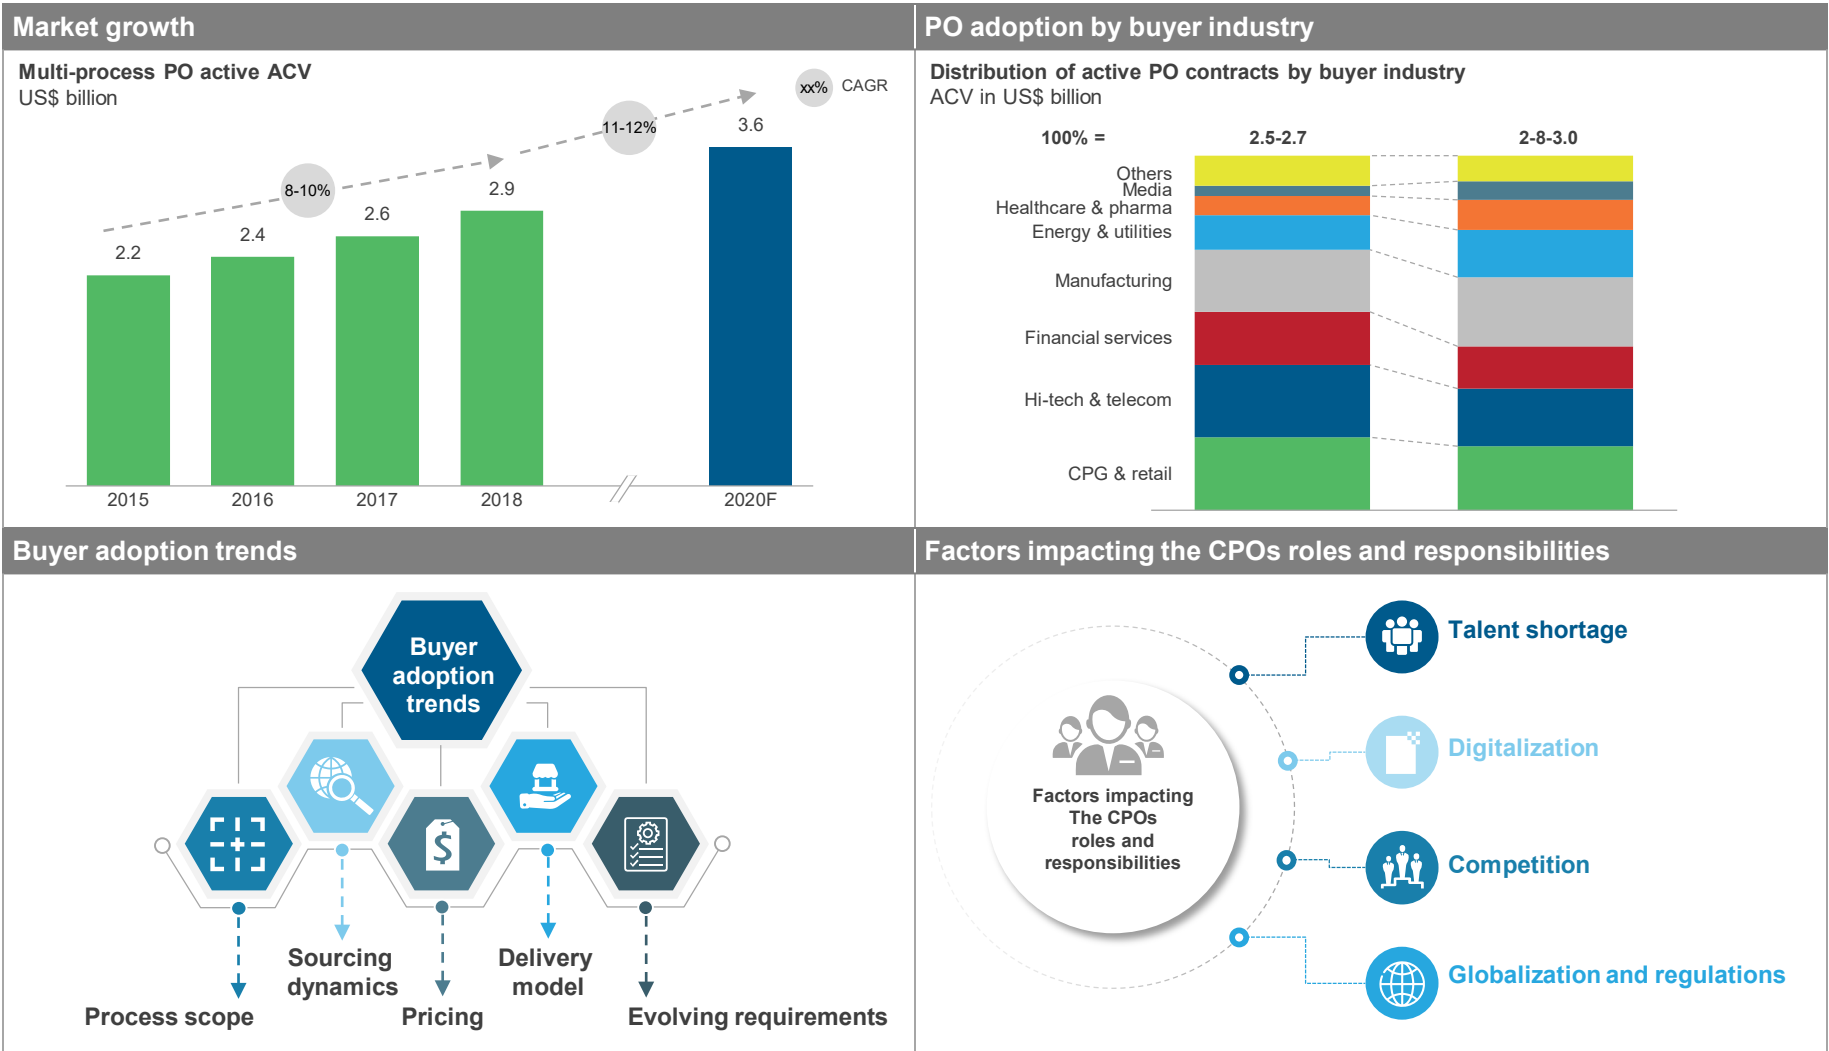 Market growth
Multi-process PO active ACV
US$ billion
xx% CAGR
8-10%
11-12%
2.2
2.4
2.6
2.9
3.6
2015
2016
2017
2018
2020F
PO adoption by buyer industry
Distribution of active PO contracts by buyer industry
ACV in US$ billion
100% = 2.5-2.7 2-8-3.0
Others
Media
Healthcare & pharma
Energy & utilities
Manufacturing
Financial services
Hi-tech & telecom
CPG & retail
Buyer adoption trends
Buyer
adoption
trends
$
Process scope
Sourcing
dynamics
Pricing
Delivery
model
Evolving requirements
Factors impacting the CPOs roles and responsibilities
Factors impacting
The CPOs
roles and
responsibilities
Talent shortage
Digitalization
Competition
Globalization and regulations